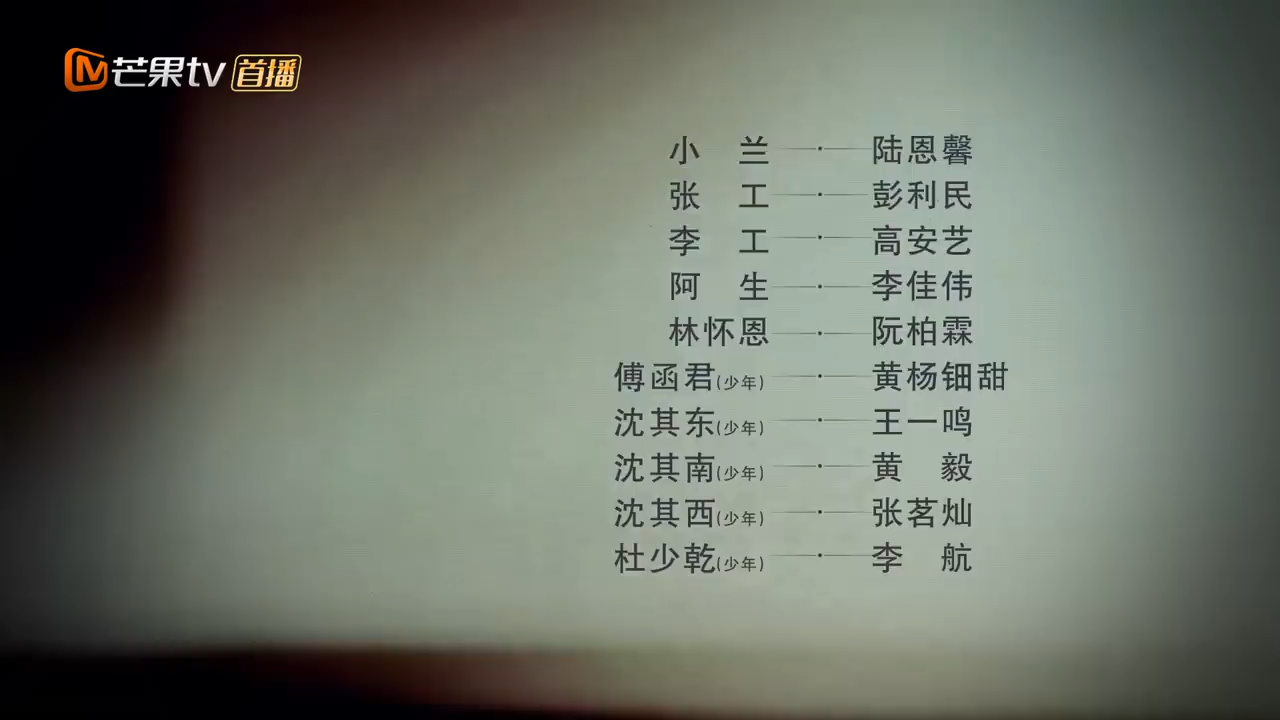 芒果tv 首播
小 兰 陆恩馨
张 工 彭利民
李 工 高安艺
阿 生 李佳伟
林怀恩 阮柏霖
傅函君(少年) 黄杨钿甜
沈其东(少年) 王一鸣
沈其南(少年) 黄 毅
沈其西(少年) 张茗灿
杜少乾(少年) 李 航